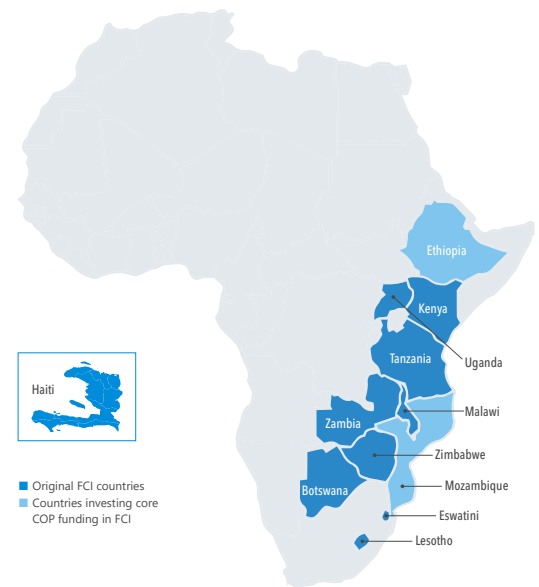 Ethiopia
Kenya
Tanzania
Uganda
Haiti
Malawi
Zambia
Zimbabwe
Mozambique
Botswana
Original FCI countries
Countries investing core
COP funding in FCI
Eswatini
Lesotho